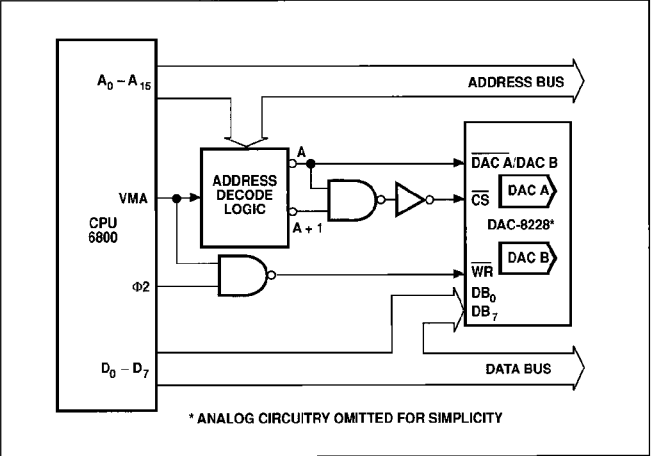 A₀ – A₁₅
ADDRESS BUS
A
ADDRESS
DECODE
LOGIC
DAC A/DAC B
DAC A
VMA
CS
CPU
6800
A + 1
DAC-8228*
DAC B
WR
Φ2
DB₀
DB₇
D₀ – D₇
DATA BUS
* ANALOG CIRCUITRY OMITTED FOR SIMPLICITY